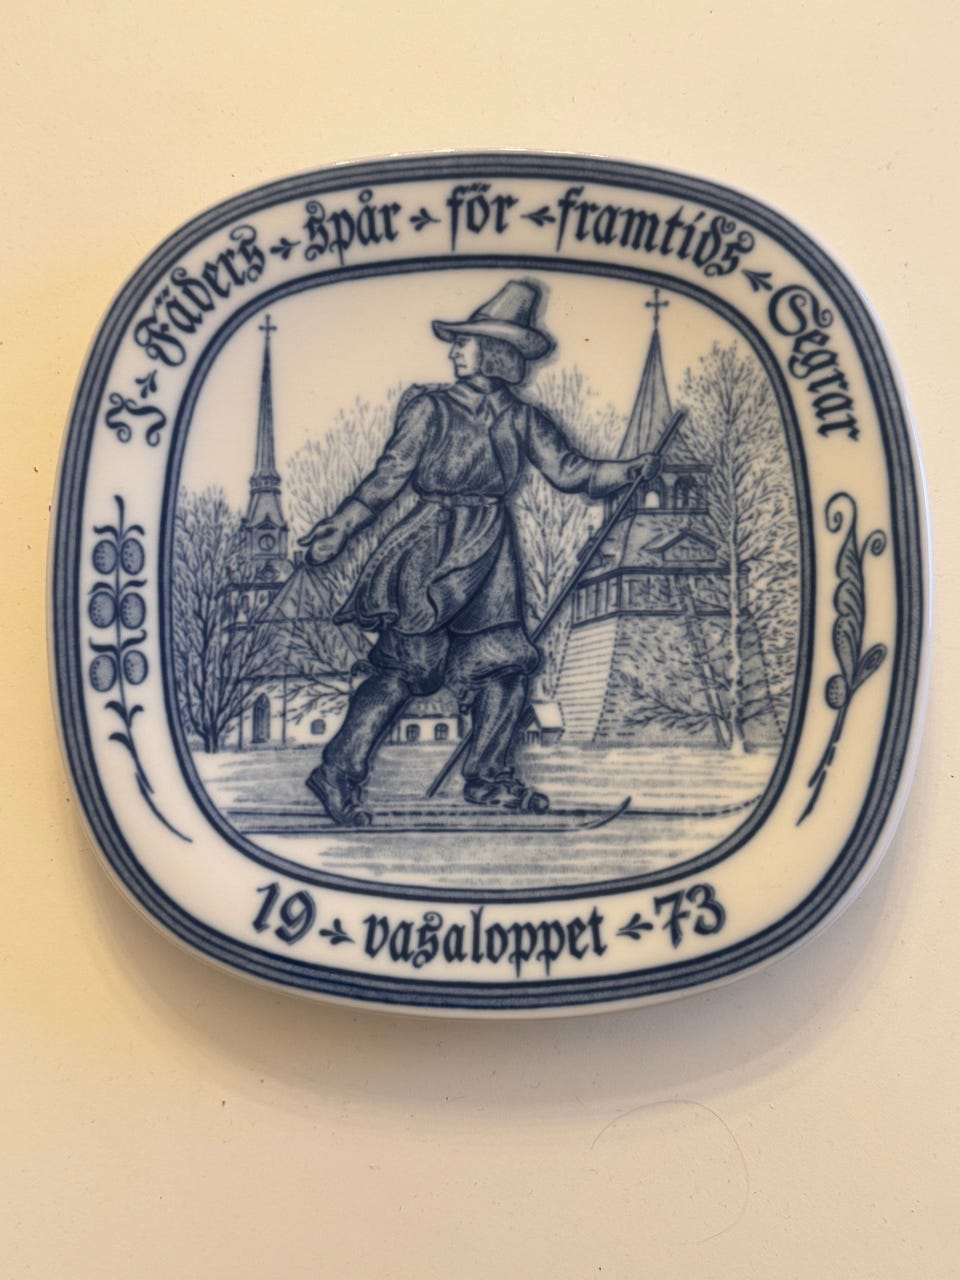 I Fäders spår för framtids Segrar
19 vasaloppet 73